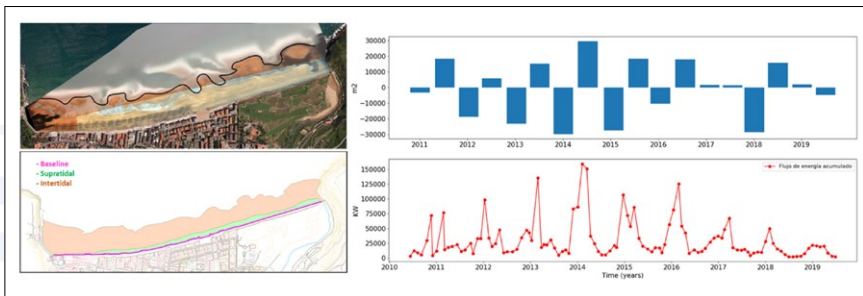 - Baseline
- Supratidal
- Intertidal
30000
20000
10000
0
−10000
−20000
−30000
m2
2011 2012 2013 2014 2015 2016 2017 2018 2019
150000
125000
100000
75000
50000
25000
0
KW
Flujo de energía acumulado
2010 2011 2012 2013 2014 2015 2016 2017 2018 2019
Time (years)